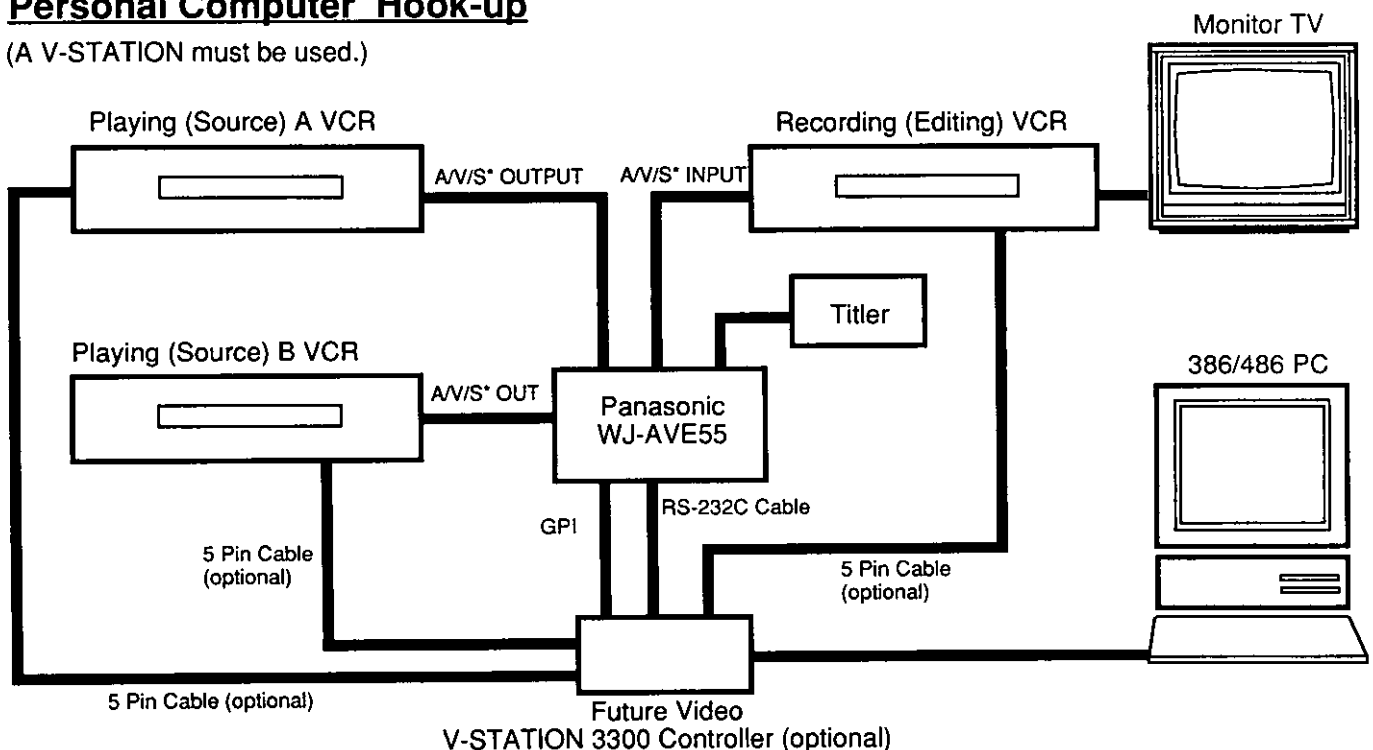 Personal Computer Hook-up
(A V-STATION must be used.)
Monitor TV
Playing (Source) A VCR
Recording (Editing) VCR
A/V/S* OUTPUT
A/V/S* INPUT
Titler
Playing (Source) B VCR
386/486 PC
A/V/S* OUT
Panasonic
WJ-AVE55
RS-232C Cable
GPI
5 Pin Cable
(optional)
5 Pin Cable
(optional)
5 Pin Cable (optional)
Future Video
V-STATION 3300 Controller (optional)